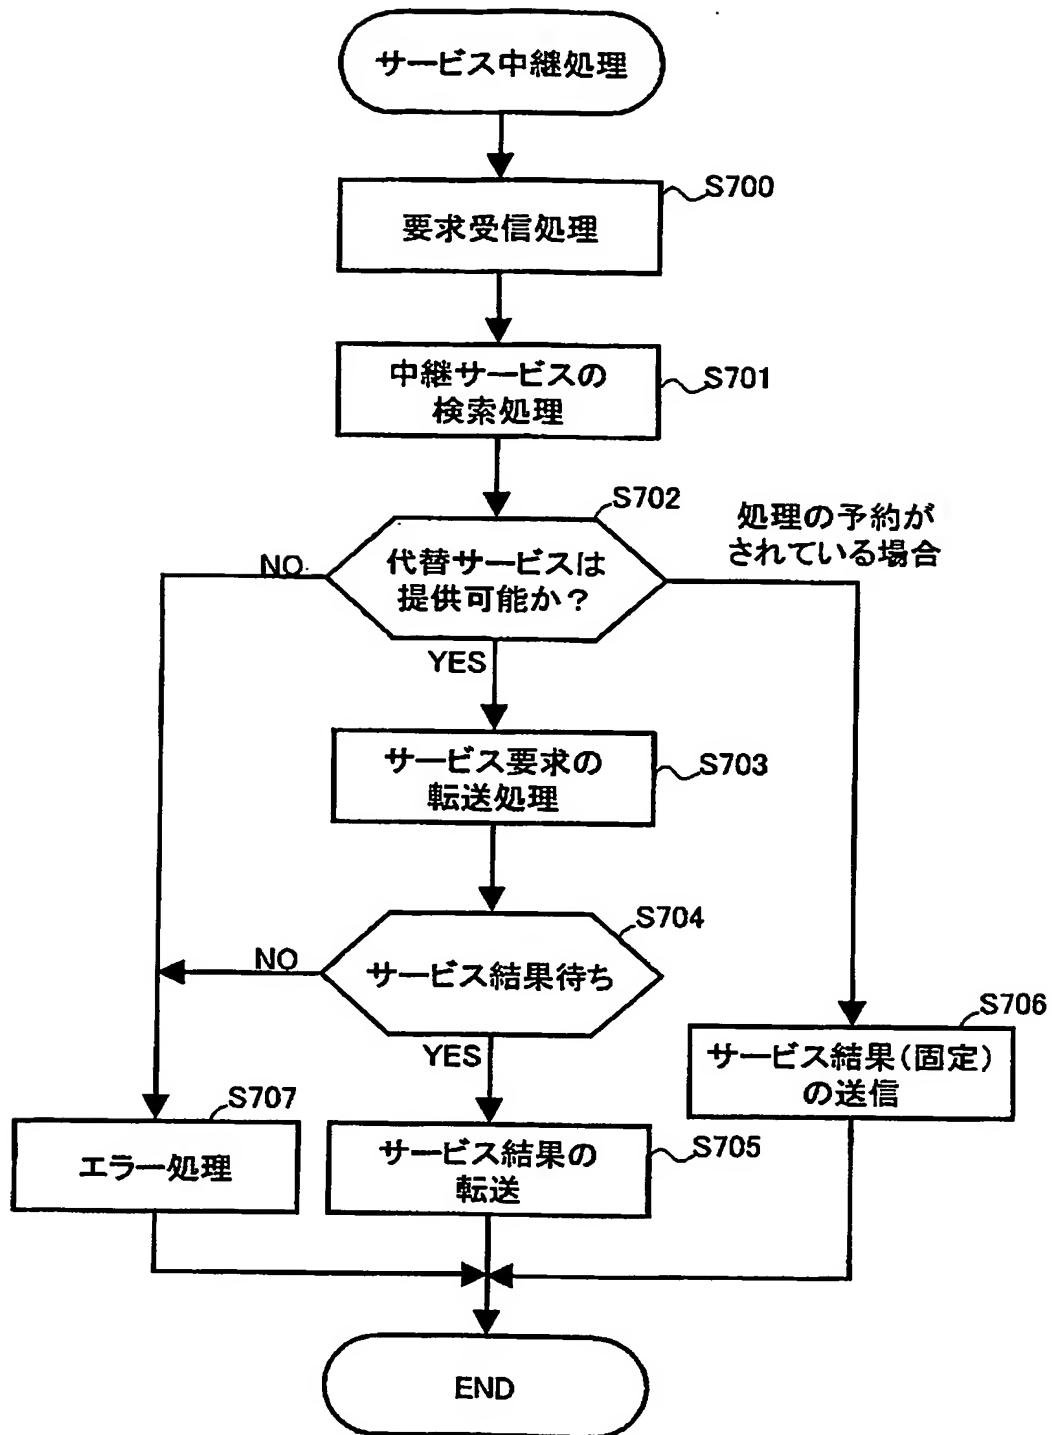 サービス中継処理
S700
要求受信処理
中継サービスの
検索処理
S701
S702
処理の予約が
されている場合
NO
代替サービスは
提供可能か？
YES
サービス要求の
転送処理
S703
S704
NO
サービス結果待ち
YES
S706
サービス結果(固定)
の送信
S707
エラー処理
サービス結果の
転送
S705
END